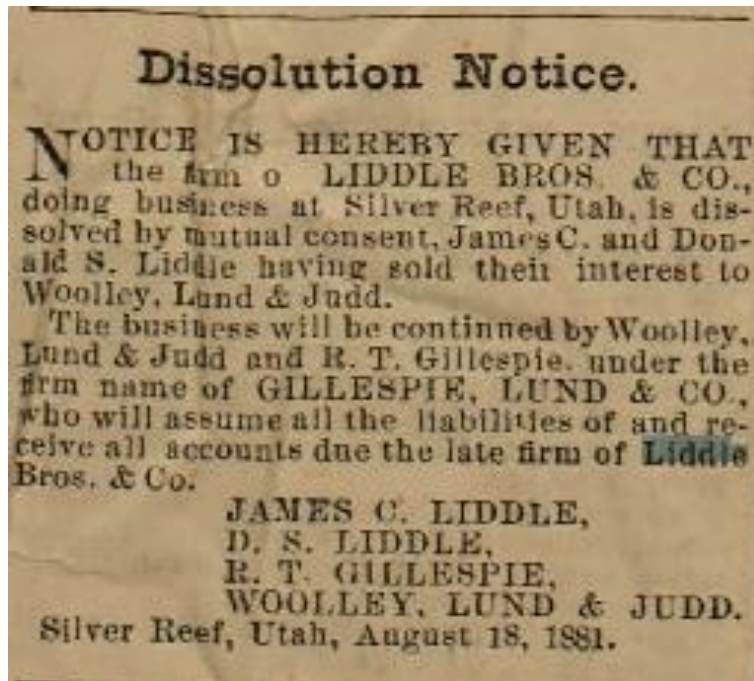 Dissolution Notice.
NOTICE IS HEREBY GIVEN THAT
the firm o LIDDLE BROS. & CO.,
doing business at Silver Reef, Utah, is dis-
solved by mutual consent, James C. and Don-
ald S. Liddle having sold their interest to
Woolley, Lund & Judd.
The business will be continned by Woolley,
Lund & Judd and R. T. Gillespie, under the
firm name of GILLESPIE, LUND & CO.,
who will assume all the liabilities of and re-
ceive all accounts due the late firm of Liddle
Bros. & Co.
JAMES C. LIDDLE,
D. S. LIDDLE,
R. T. GILLESPIE,
WOOLLEY, LUND & JUDD.
Silver Reef, Utah, August 18, 1881.